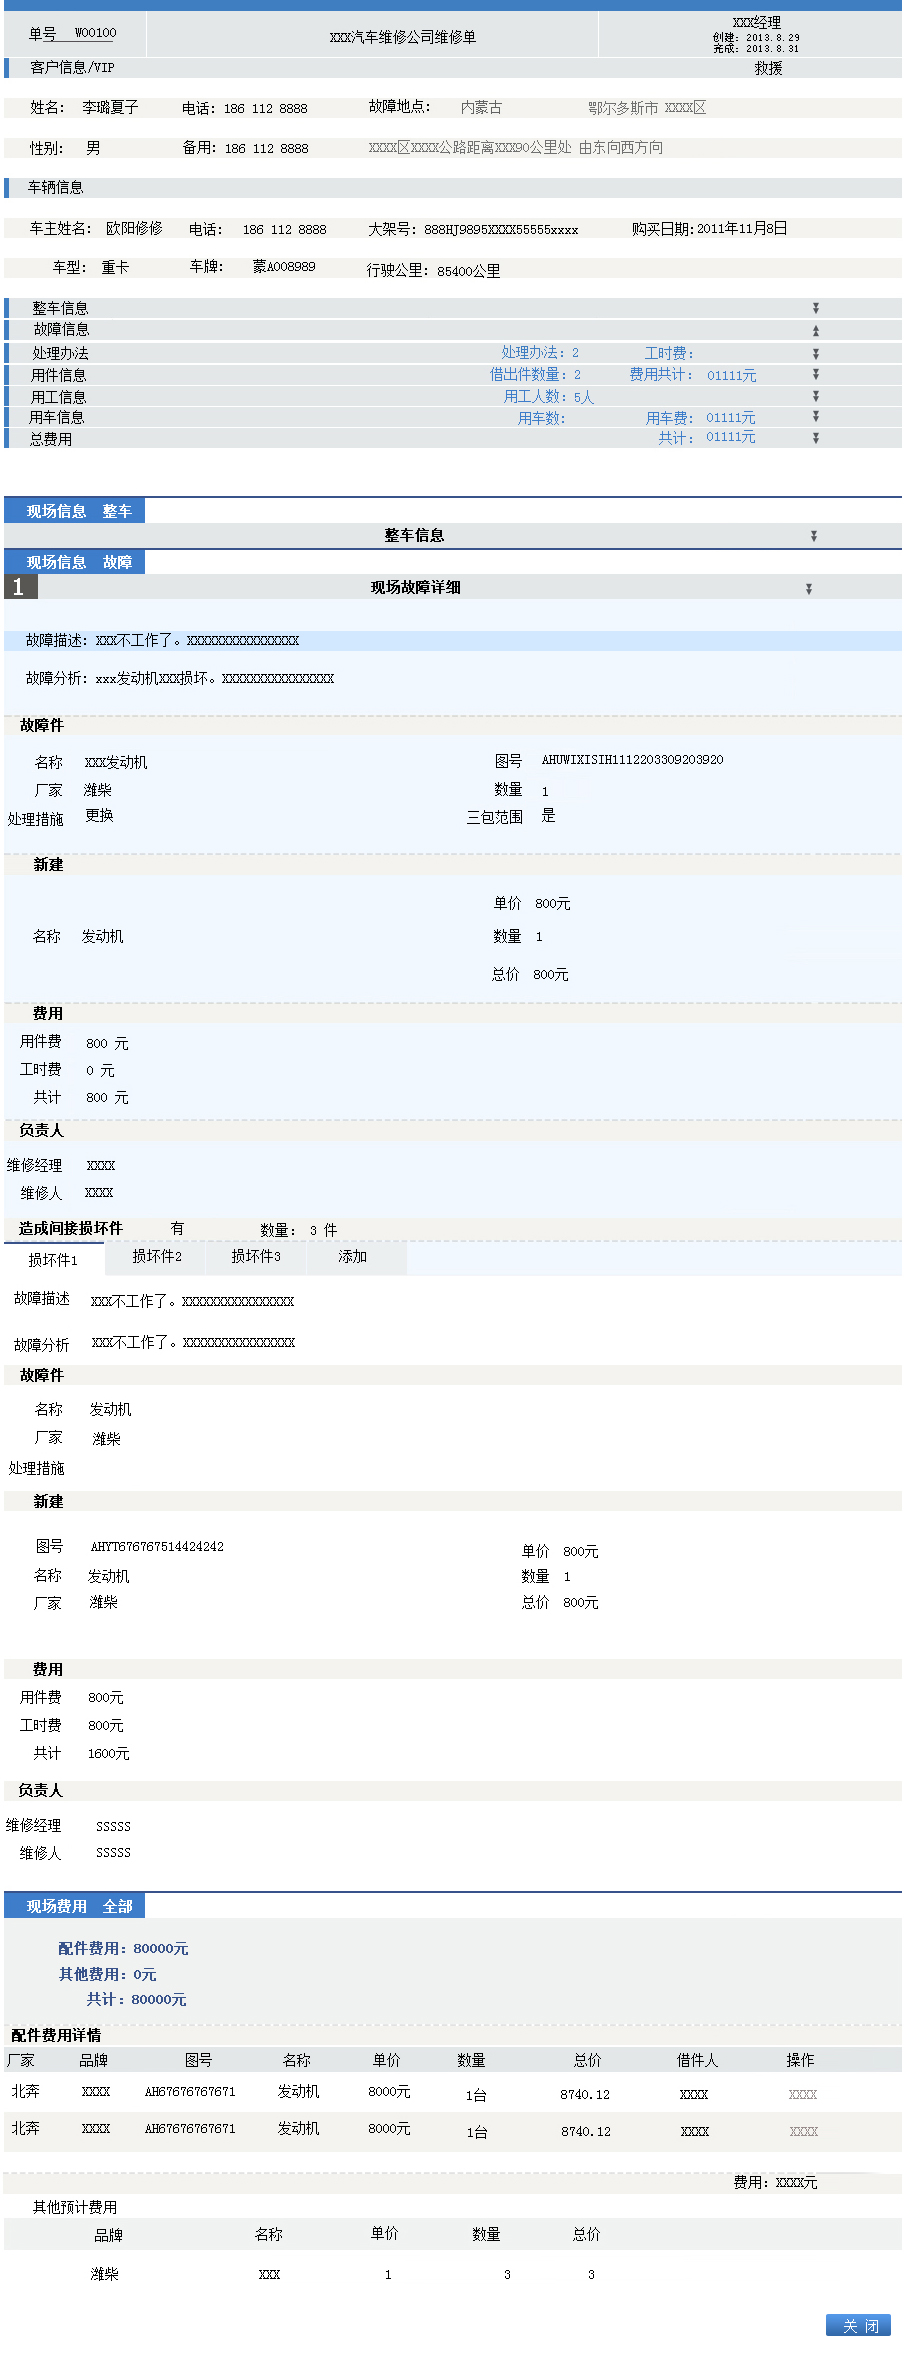 单号 W00100 XXX汽车维修公司维修单 XXX经理
创建: 2013.8.29
完成: 2013.8.31
客户信息/VIP 救援
姓名: 李璐夏子 电话: 186 112 8888 故障地点: 内蒙古 鄂尔多斯市 XXXX区
性别: 男 备用: 186 112 8888 XXXX区XXXX公路距离XXX90公里处 由东向西方向
车辆信息
车主姓名: 欧阳修修 电话: 186 112 8888 大架号: 888HJ9895XXXX55555xxxx 购买日期:2011年11月8日
车型: 重卡 车牌: 蒙A008989 行驶公里: 85400公里
整车信息
故障信息
处理办法 处理办法: 2 工时费:
用件信息 借出件数量: 2 费用共计: 01111元
用工信息 用工人数: 5人
用车信息 用车数: 用车费: 01111元
总费用 共计: 01111元
现场信息 整车
整车信息
现场信息 故障
1 现场故障详细
故障描述: XXX不工作了。XXXXXXXXXXXXXXXX
故障分析: xxx发动机XXX损坏。XXXXXXXXXXXXXXXX
故障件
名称 XXX发动机 图号 AHUWIXISIH1112203309203920
厂家 潍柴 数量 1
处理措施 更换 三包范围 是
新建
单价 800元
名称 发动机 数量 1
总价 800元
费用
用件费 800 元
工时费 0 元
共计 800 元
负责人
维修经理 XXXX
维修人 XXXX
造成间接损坏件 有 数量: 3 件
损坏件1 损坏件2 损坏件3 添加
故障描述 XXX不工作了。XXXXXXXXXXXXXXXX
故障分析 XXX不工作了。XXXXXXXXXXXXXXXX
故障件
名称 发动机
厂家 潍柴
处理措施
新建
图号 AHYT676767514424242 单价 800元
名称 发动机 数量 1
厂家 潍柴 总价 800元
费用
用件费 800元
工时费 800元
共计 1600元
负责人
维修经理 SSSSS
维修人 SSSSS
现场费用 全部
配件费用: 80000元
其他费用: 0元
共计: 80000元
配件费用详情
厂家 品牌 图号 名称 单价 数量 总价 借件人 操作
北奔 XXXX AH67676767671 发动机 8000元 1台 8740.12 XXXX XXXX
北奔 XXXX AH67676767671 发动机 8000元 1台 8740.12 XXXX XXXX
费用: XXXX元
其他预计费用
品牌 名称 单价 数量 总价
潍柴 XXX 1 3 3
关 闭